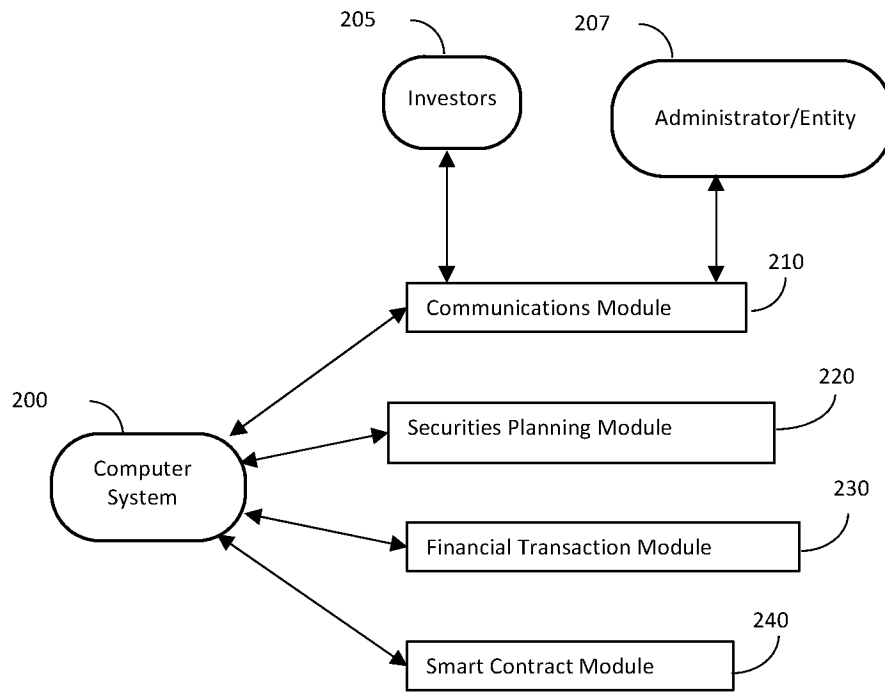 205
207
Investors
Administrator/Entity
210
Communications Module
220
200
Securities Planning Module
Computer
System
230
Financial Transaction Module
240
Smart Contract Module